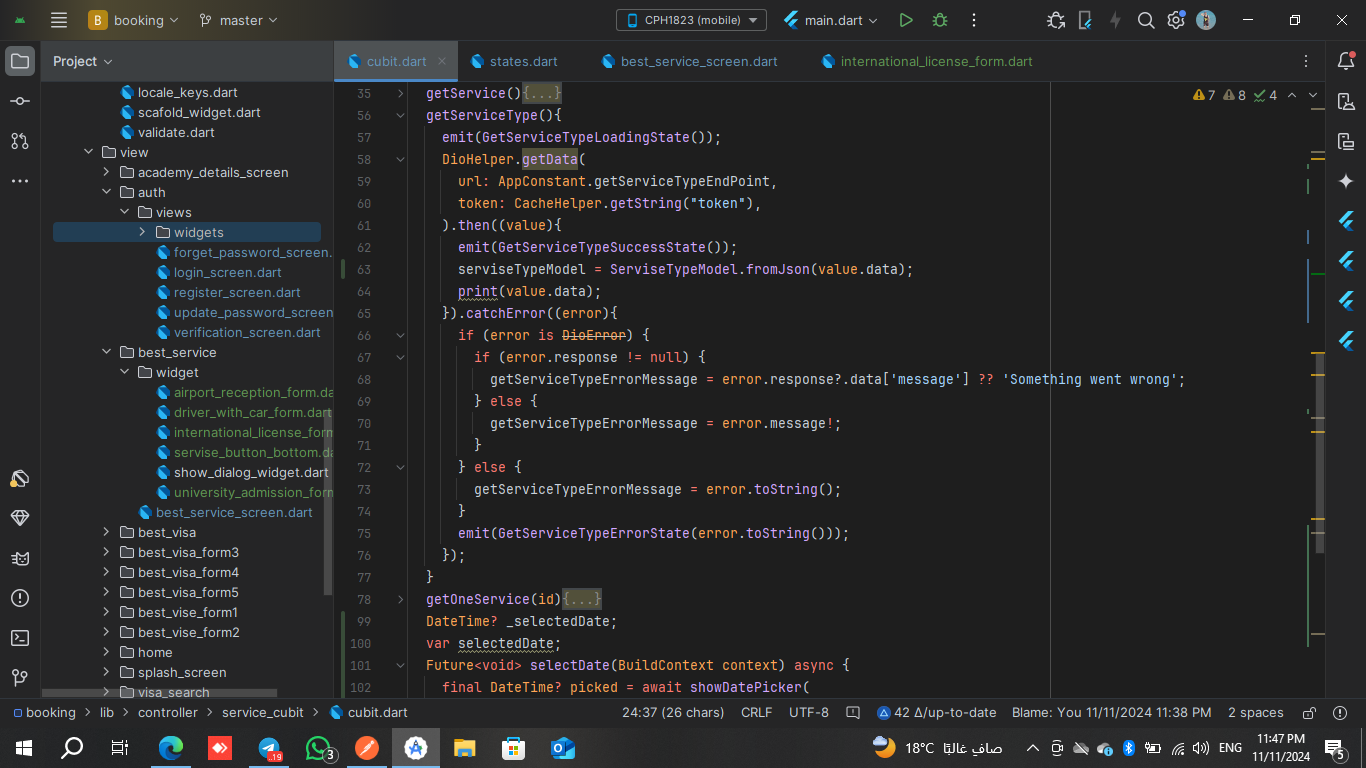 B booking master CPH1823 (mobile) main.dart
Project cubit.dart states.dart best_service_screen.dart international_license_form.dart
locale_keys.dart
scafold_widget.dart
validate.dart
view
academy_details_screen
auth
views
widgets
forget_password_screen.
login_screen.dart
register_screen.dart
update_password_screen
verification_screen.dart
best_service
widget
airport_reception_form.da
driver_with_car_form.dart
international_license_form
servise_button_bottom.da
show_dialog_widget.dart
university_admission_form
best_service_screen.dart
best_visa
best_visa_form3
best_visa_form4
best_visa_form5
best_vise_form1
best_vise_form2
home
splash_screen
visa_search
7 8 4
35 getService(){...}
56 getServiceType(){
57 emit(GetServiceTypeLoadingState());
58 DioHelper.getData(
59 url: AppConstant.getServiceTypeEndPoint,
60 token: CacheHelper.getString("token"),
61 ).then((value){
62 emit(GetServiceTypeSuccessState());
63 serviseTypeModel = ServiseTypeModel.fromJson(value.data);
64 print(value.data);
65 }).catchError((error){
66 if (error is DioError) {
67 if (error.response != null) {
68 getServiceTypeErrorMessage = error.response?.data['message'] ?? 'Something went wrong';
69 } else {
70 getServiceTypeErrorMessage = error.message!;
71 }
72 } else {
73 getServiceTypeErrorMessage = error.toString();
74 }
75 emit(GetServiceTypeErrorState(error.toString()));
76 });
77 }
78 getOneService(id){...}
99 DateTime? _selectedDate;
100 var selectedDate;
101 Future<void> selectDate(BuildContext context) async {
102 final DateTime? picked = await showDatePicker(
booking > lib > controller > service_cubit > cubit.dart 24:37 (26 chars) CRLF UTF-8 42 Δ/up-to-date Blame: You 11/11/2024 11:38 PM 2 spaces
..19 3 18°C صافٍ غالبًا ENG 11:47 PM
11/11/2024 5